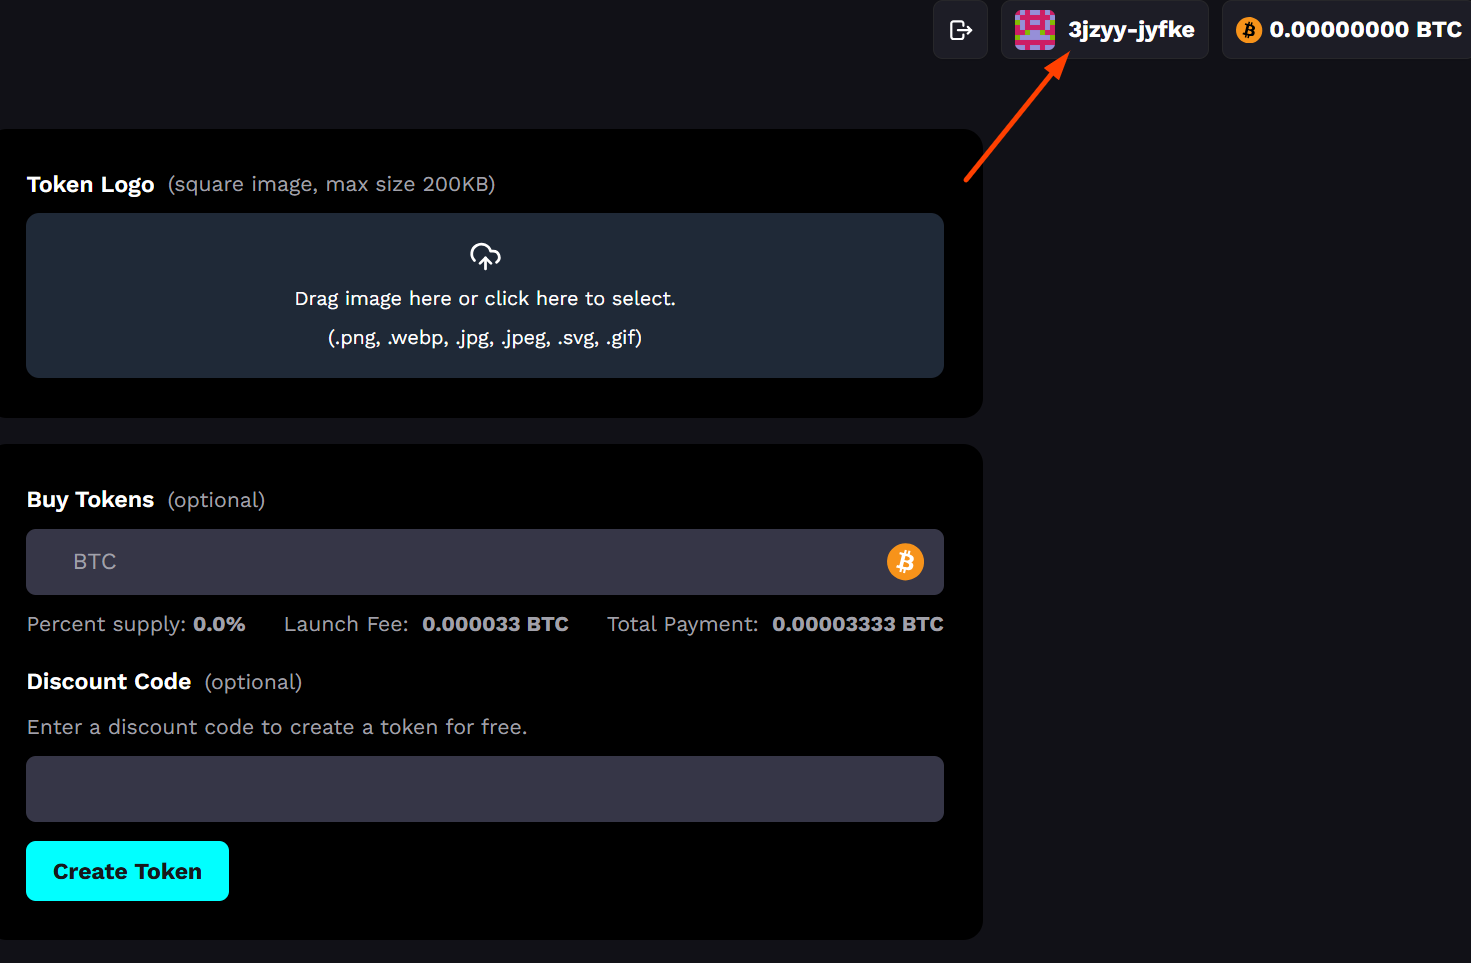 3jzyy-jyfke
0.00000000 BTC
Token Logo (square image, max size 200KB)
Drag image here or click here to select.
(.png, .webp, .jpg, .jpeg, .svg, .gif)
Buy Tokens (optional)
BTC
Percent supply: 0.0% Launch Fee: 0.000033 BTC Total Payment: 0.00003333 BTC
Discount Code (optional)
Enter a discount code to create a token for free.
Create Token